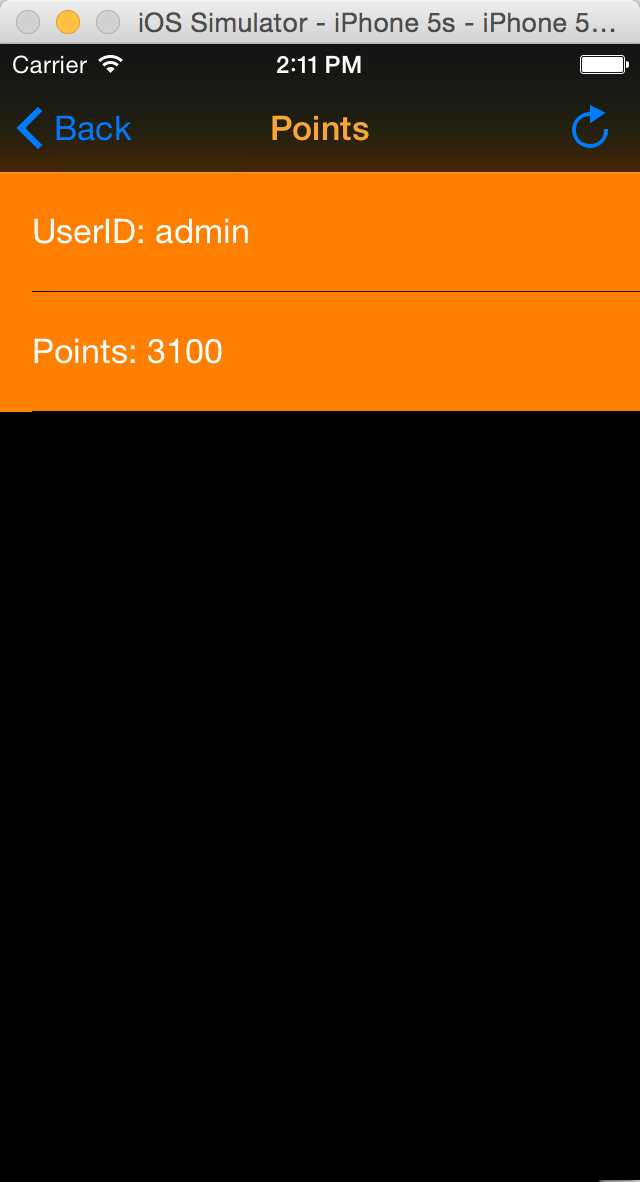 iOS Simulator - iPhone 5s - iPhone 5...
Carrier 2:11 PM
Back Points
UserID: admin
Points: 3100